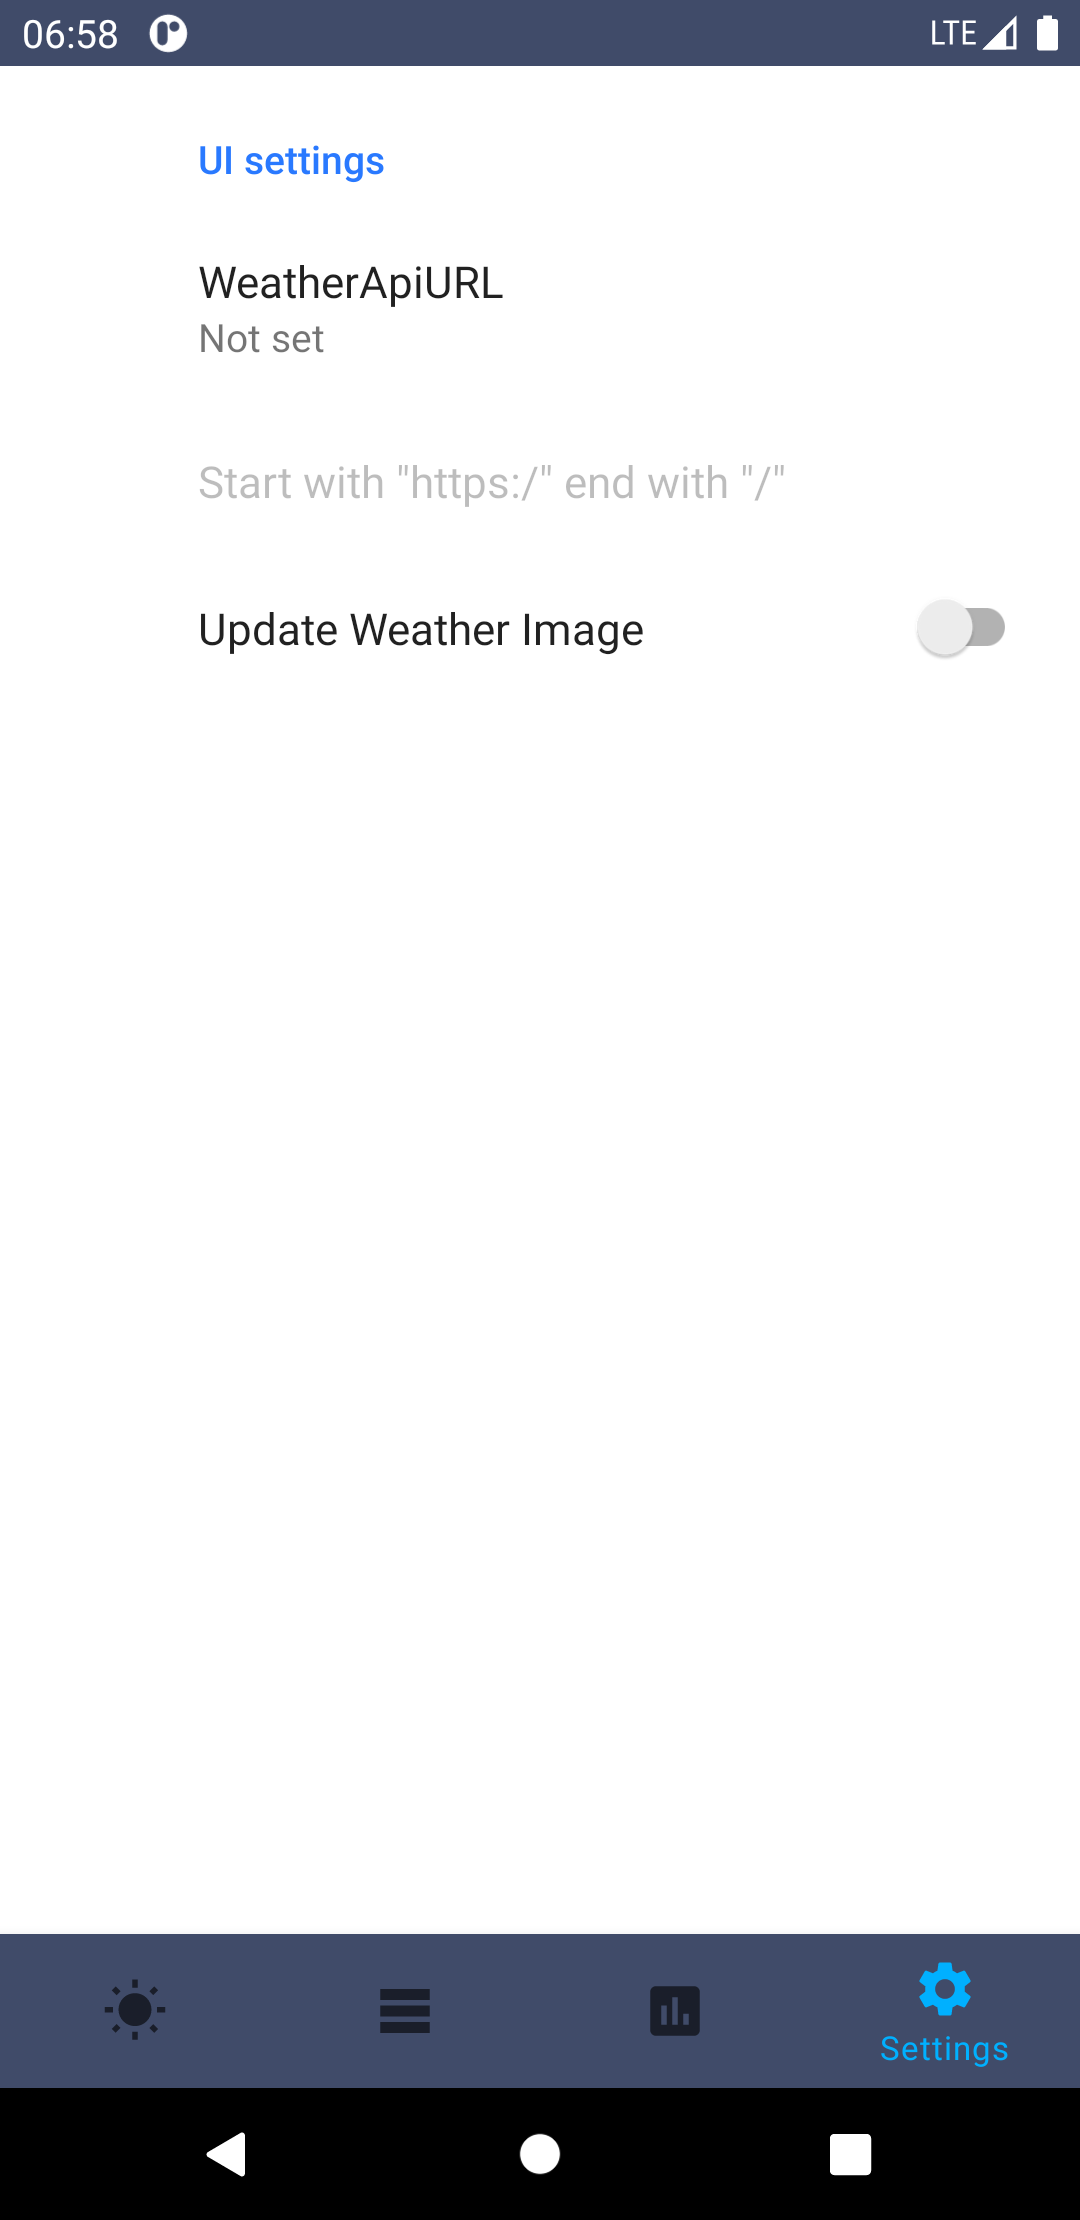 06:58
LTE
UI settings
WeatherApiURL
Not set
Start with "https:/" end with "/"
Update Weather Image
Settings